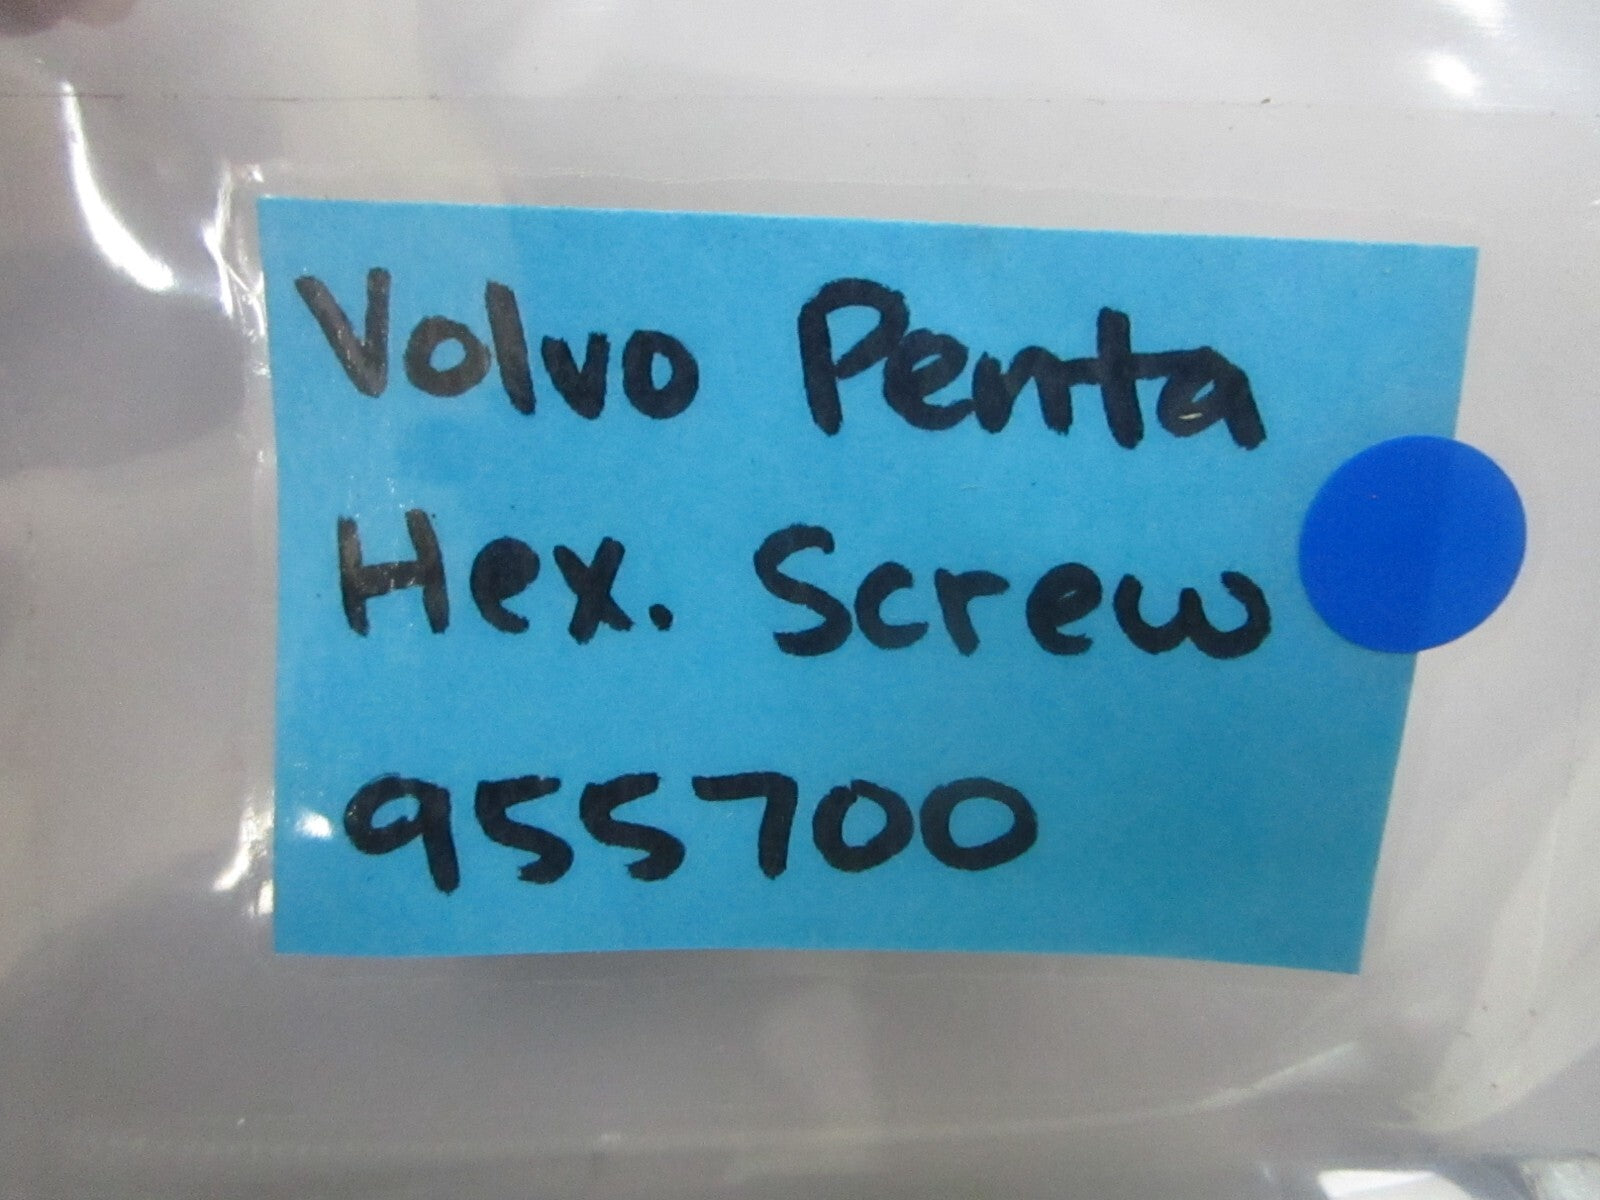 Volvo Penta
Hex. Screw
955700